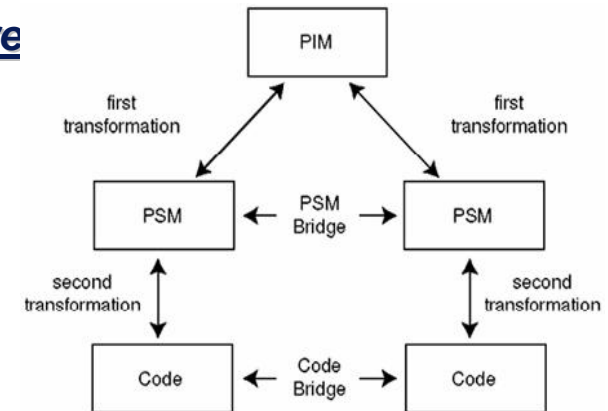 re
PIM
first
transformation
first
transformation
PSM
PSM
Bridge
PSM
second
transformation
second
transformation
Code
Code
Bridge
Code